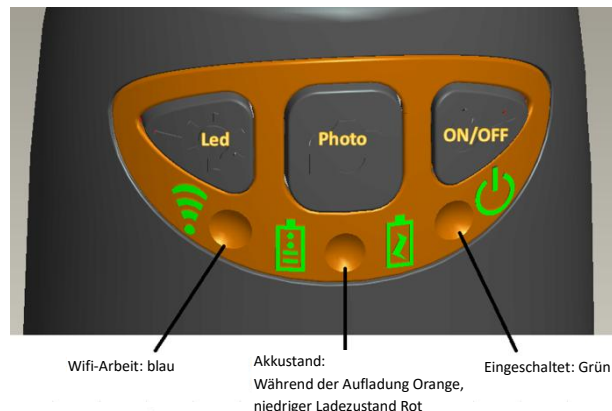 Led
Photo
ON/OFF
Wifi-Arbeit: blau
Akkustand:
Während der Aufladung Orange,
niedriger Ladezustand Rot
Eingeschaltet: Grün